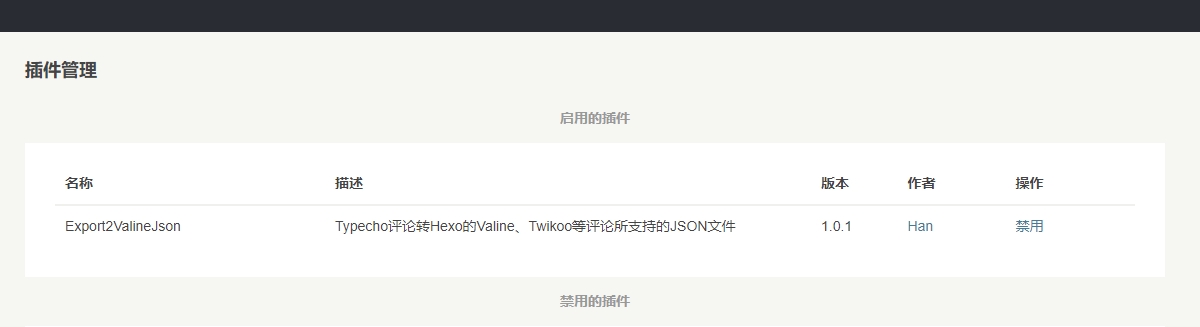 插件管理
启用的插件
名称 描述 版本 作者 操作
Export2ValineJson Typecho评论转Hexo的Valine、Twikoo等评论所支持的JSON文件 1.0.1 Han 禁用
禁用的插件